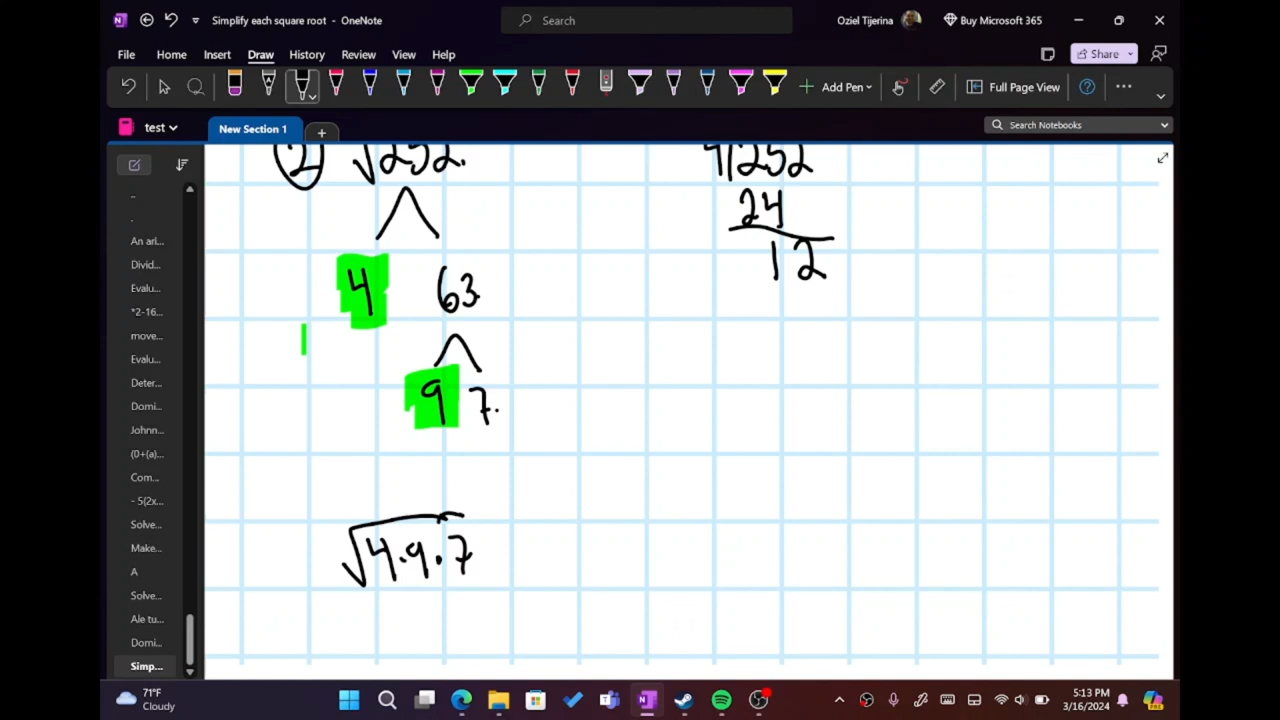 Simplify each square root - OneNote
Search
Oziel Tijerina
Buy Microsoft 365
File Home Insert Draw History Review View Help
Share
Add Pen
Full Page View
test
New Section 1
+
Search Notebooks
-
.
An ari...
Divid...
Evalu...
*2-16...
move...
Evalu...
Deter...
Domi...
Johnn...
(0+(a)...
Com...
- 5(2x...
Solve...
Make...
A
Solve...
Ale tu...
Domi...
Simp...
2 √252.
4 63
9 7.
√4·9·7
4|252
24
12
71°F
Cloudy
5:13 PM
3/16/2024